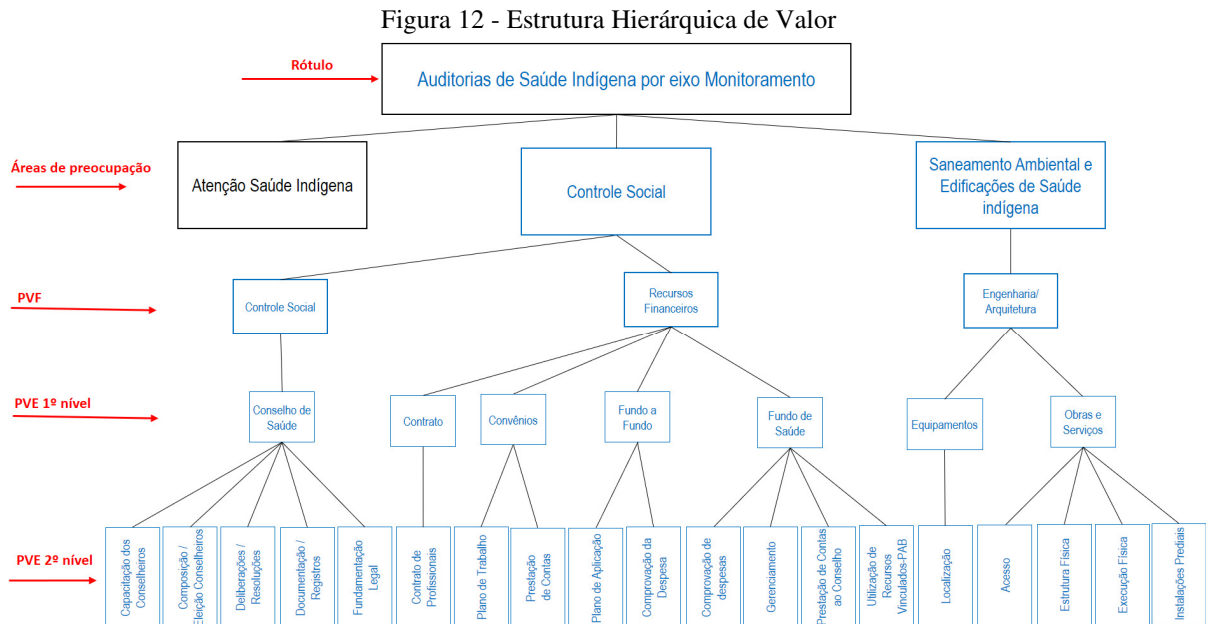 Figura 12 - Estrutura Hierárquica de Valor
Rótulo
Auditorias de Saúde Indígena por eixo Monitoramento
Áreas de preocupação
Atenção Saúde Indígena
Controle Social
Saneamento Ambiental e
Edificações de Saúde
indígena
PVF
Controle Social
Recursos
Financeiros
Engenharia/
Arquitetura
PVE 1º nível
Conselho de
Saúde
Contrato
Convênios
Fundo a
Fundo
Fundo de
Saúde
Equipamentos
Obras e
Serviços
PVE 2º nível
Capacitação dos
Conselheiros
Composição /
Eleição Conselheiros
Deliberações /
Resoluções
Documentação /
Registros
Fundamentação
Legal
Contrato de
Profissionais
Plano de Trabalho
Prestação
de Contas
Plano de Aplicação
Comprovação da
Despesa
Comprovação de
despesas
Gerenciamento
Prestação de Contas
ao Conselho
Utilização de
Recursos
Vinculados-PAB
Localização
Acesso
Estrutura Física
Execução Física
Instalações Prediais